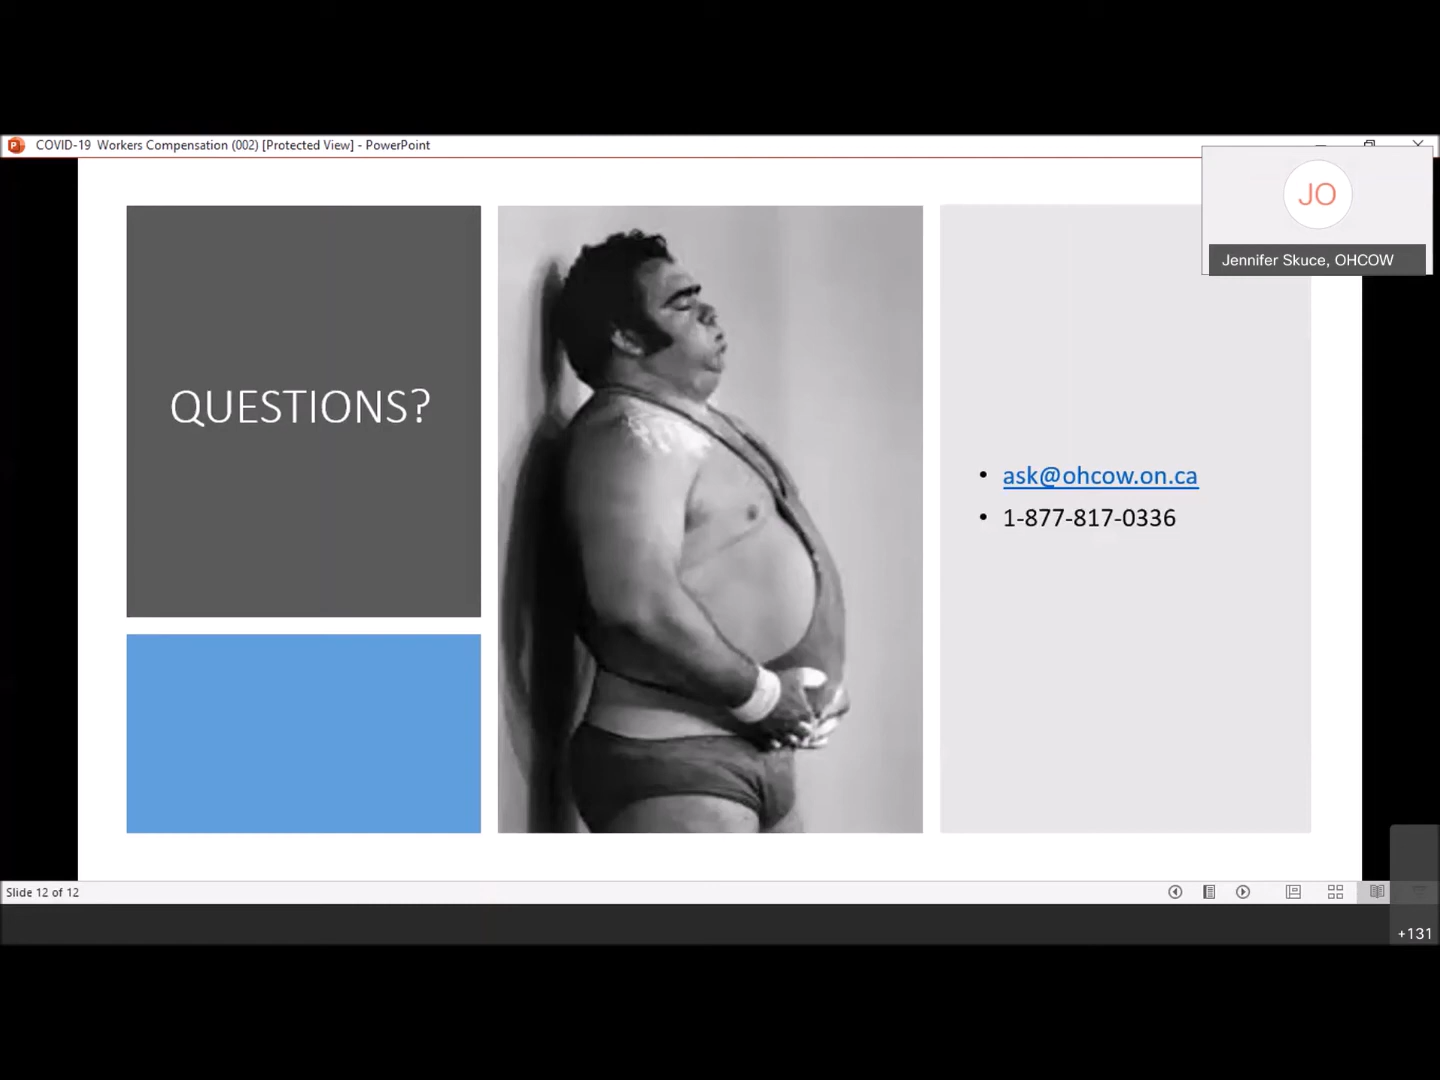 COVID-19 Workers Compensation (002) [Protected View] - PowerPoint
JO
Jennifer Skuce, OHCOW
QUESTIONS?
• ask@ohcow.on.ca
• 1-877-817-0336
Slide 12 of 12
+131